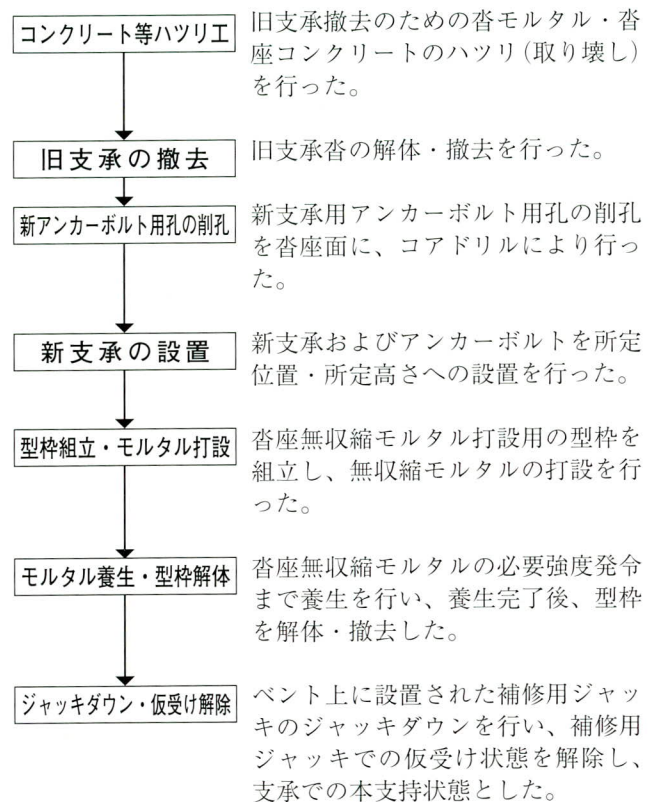 コンクリート等ハツリ工
旧支承撤去のための沓モルタル・沓
座コンクリートのハツリ(取り壊し)
を行った。
旧支承の撤去
旧支承沓の解体・撤去を行った。
新アンカーボルト用孔の削孔
新支承用アンカーボルト用孔の削孔
を沓座面に、コアドリルにより行っ
た。
新支承の設置
新支承およびアンカーボルトを所定
位置・所定高さへの設置を行った。
型枠組立・モルタル打設
沓座無収縮モルタル打設用の型枠を
組立し、無収縮モルタルの打設を行
った。
モルタル養生・型枠解体
沓座無収縮モルタルの必要強度発令
まで養生を行い、養生完了後、型枠
を解体・撤去した。
ジャッキダウン・仮受け解除
ベント上に設置された補修用ジャッ
キのジャッキダウンを行い、補修用
ジャッキでの仮受け状態を解除し、
支承での本支持状態とした。